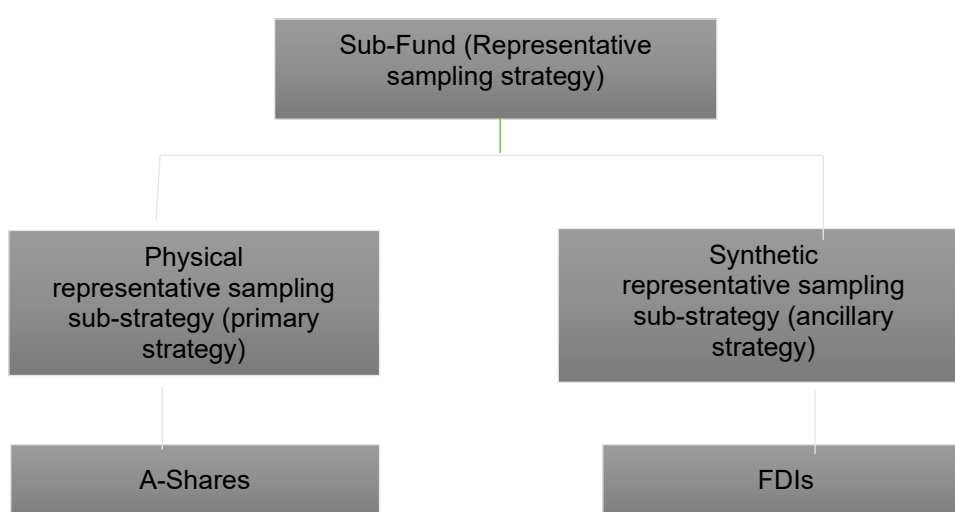 Sub-Fund (Representative
sampling strategy)
Physical
representative sampling
sub-strategy (primary
strategy)
Synthetic
representative sampling
sub-strategy (ancillary
strategy)
A-Shares
FDIs